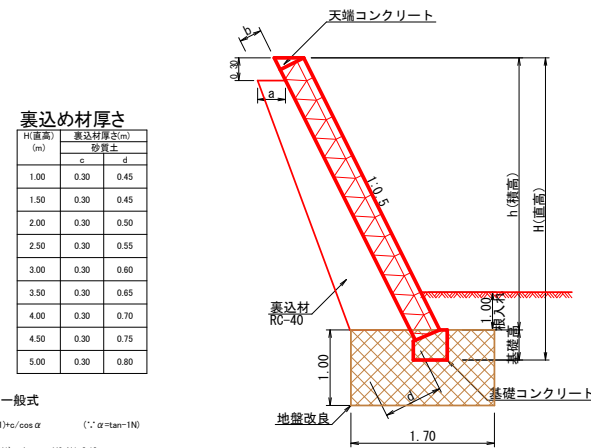 天端コンクリート
b
0.30
a
裏込め材厚さ
H(直高) 裏込材厚さ(m)
(m) 砂質土
c d
1.00 0.30 0.45
1.50 0.30 0.45
2.00 0.30 0.50
2.50 0.30 0.55
3.00 0.30 0.60
3.50 0.30 0.65
4.00 0.30 0.70
4.50 0.30 0.75
5.00 0.30 0.80
1:0.5
h(積高)
H(直高)
裏込材
RC-40
1.00
根入れ
基礎高
1.00
d
基礎コンクリート
地盤改良
1.70
一般式
)+c/cosα (∵α=tan-1N)